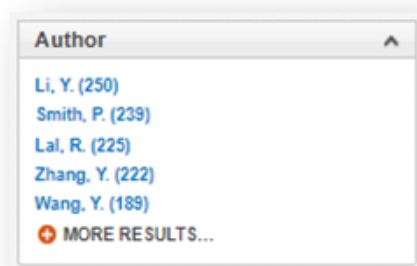 Author
Li, Y. (250)
Smith, P. (239)
Lal, R. (225)
Zhang, Y. (222)
Wang, Y. (189)
MORE RESULTS...